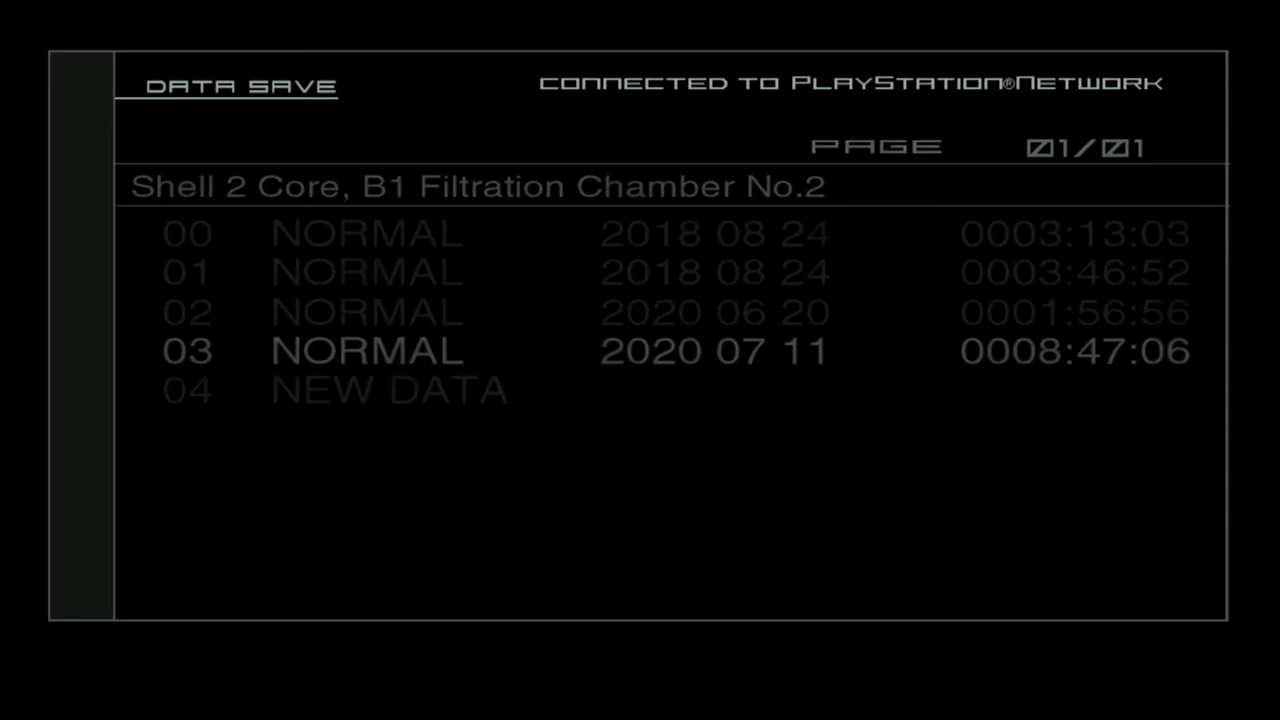 DATA SAVE
CONNECTED TO PLAYSTATION®NETWORK
PAGE 01/01
Shell 2 Core, B1 Filtration Chamber No.2
00 NORMAL 2018 08 24 0003:13:03
01 NORMAL 2018 08 24 0003:46:52
02 NORMAL 2020 06 20 0001:56:56
03 NORMAL 2020 07 11 0008:47:06
04 NEW DATA